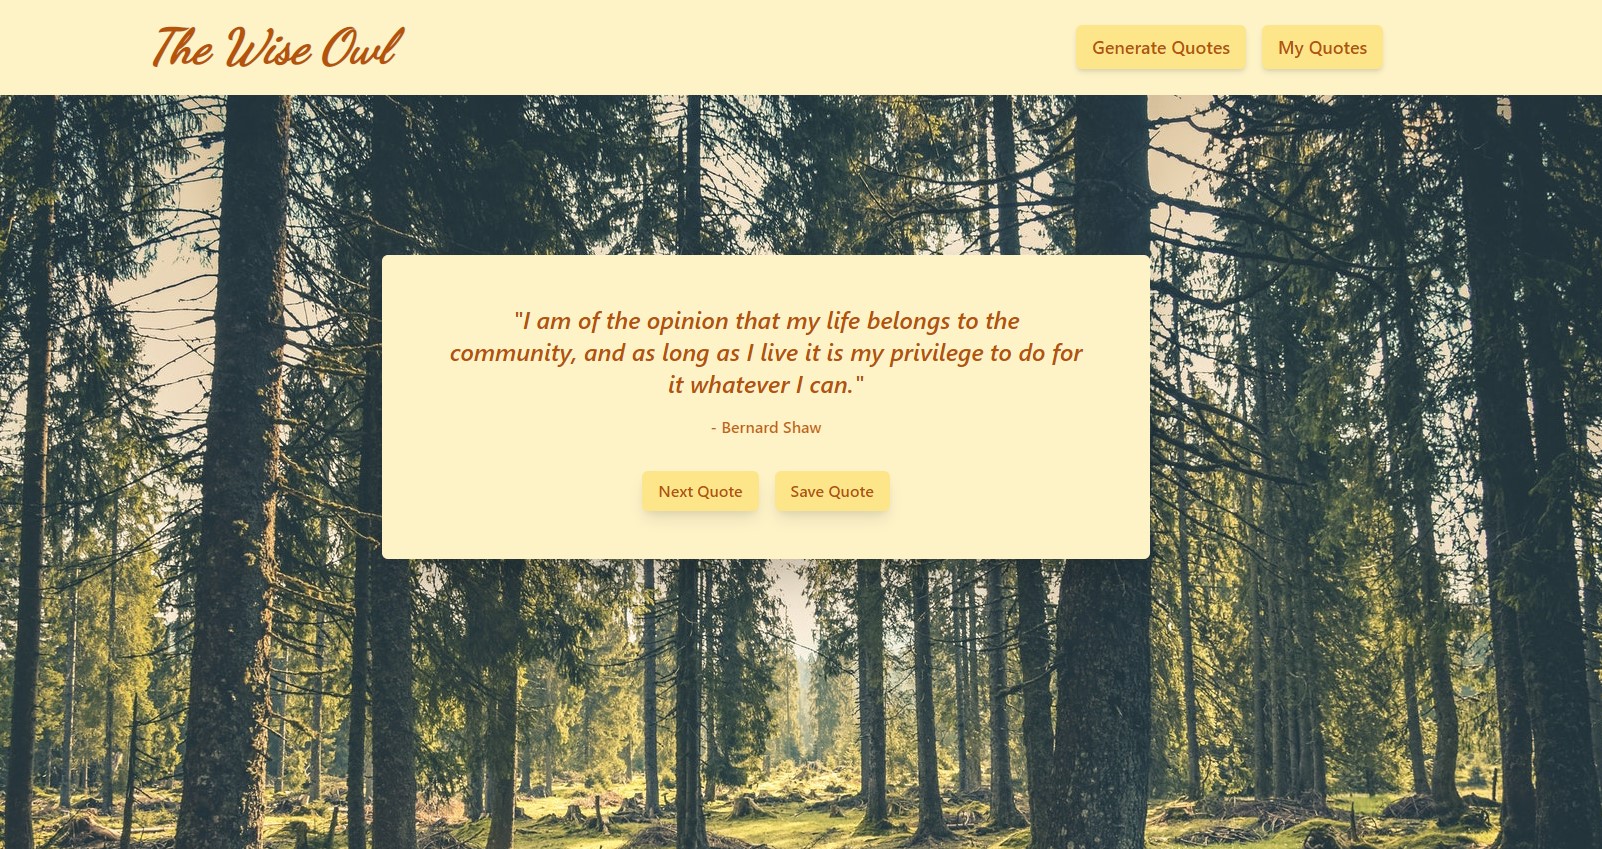 The Wise Owl
Generate Quotes
My Quotes
"I am of the opinion that my life belongs to the
community, and as long as I live it is my privilege to do for
it whatever I can."
- Bernard Shaw
Next Quote
Save Quote